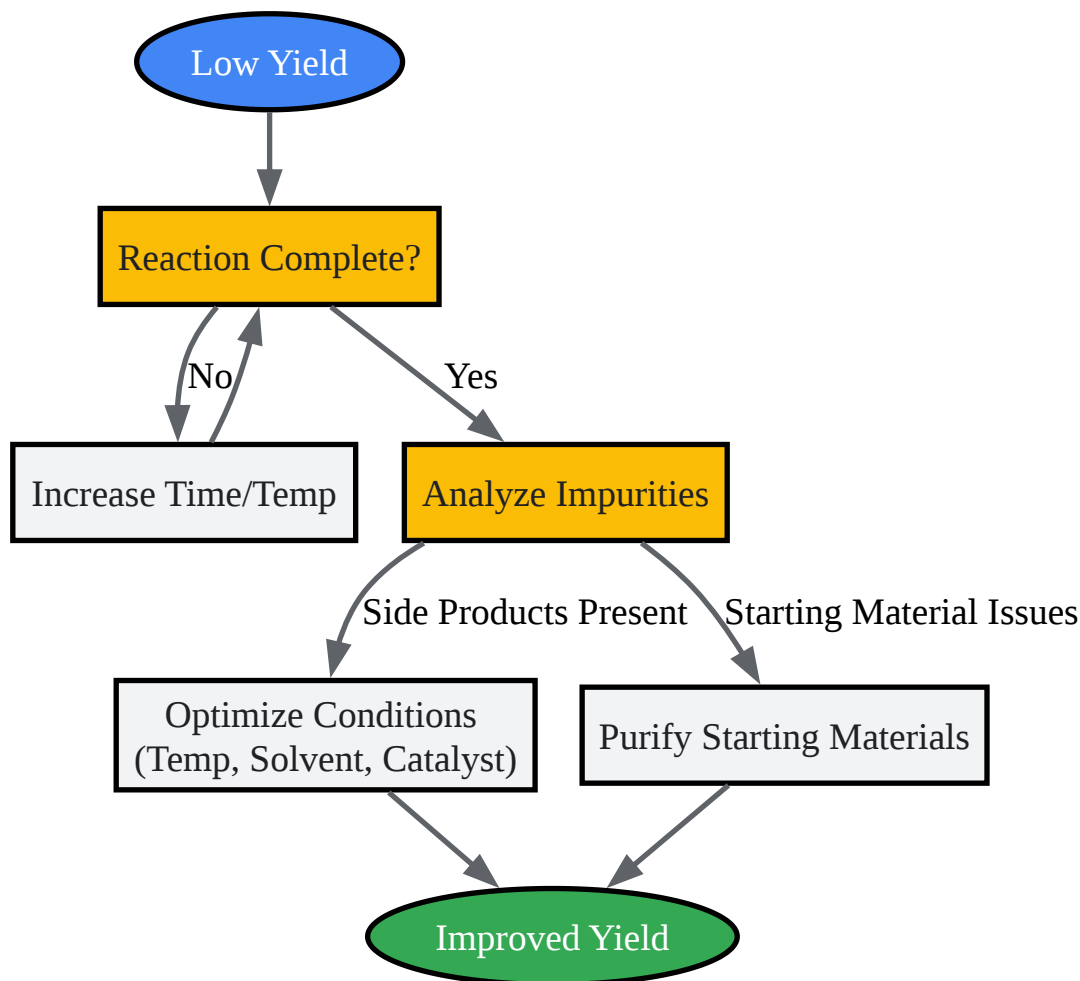 Low Yield
Reaction Complete?
No
Yes
Increase Time/Temp
Analyze Impurities
Side Products Present
Starting Material Issues
Optimize Conditions
(Temp, Solvent, Catalyst)
Purify Starting Materials
Improved Yield